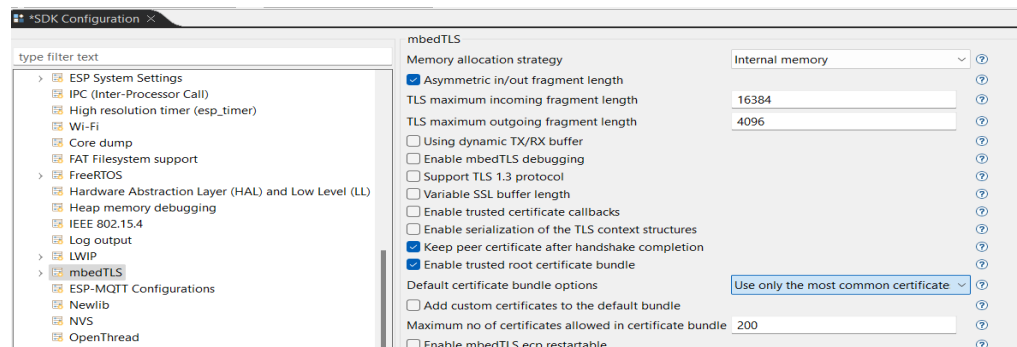 *SDK Configuration
type filter text
ESP System Settings
IPC (Inter-Processor Call)
High resolution timer (esp_timer)
Wi-Fi
Core dump
FAT Filesystem support
FreeRTOS
Hardware Abstraction Layer (HAL) and Low Level (LL)
Heap memory debugging
IEEE 802.15.4
Log output
LWIP
mbedTLS
ESP-MQTT Configurations
Newlib
NVS
OpenThread
mbedTLS
Memory allocation strategy Internal memory
Asymmetric in/out fragment length
TLS maximum incoming fragment length 16384
TLS maximum outgoing fragment length 4096
Using dynamic TX/RX buffer
Enable mbedTLS debugging
Support TLS 1.3 protocol
Variable SSL buffer length
Enable trusted certificate callbacks
Enable serialization of the TLS context structures
Keep peer certificate after handshake completion
Enable trusted root certificate bundle
Default certificate bundle options Use only the most common certificate
Add custom certificates to the default bundle
Maximum no of certificates allowed in certificate bundle 200
Enable mbedTLS ecp restartable